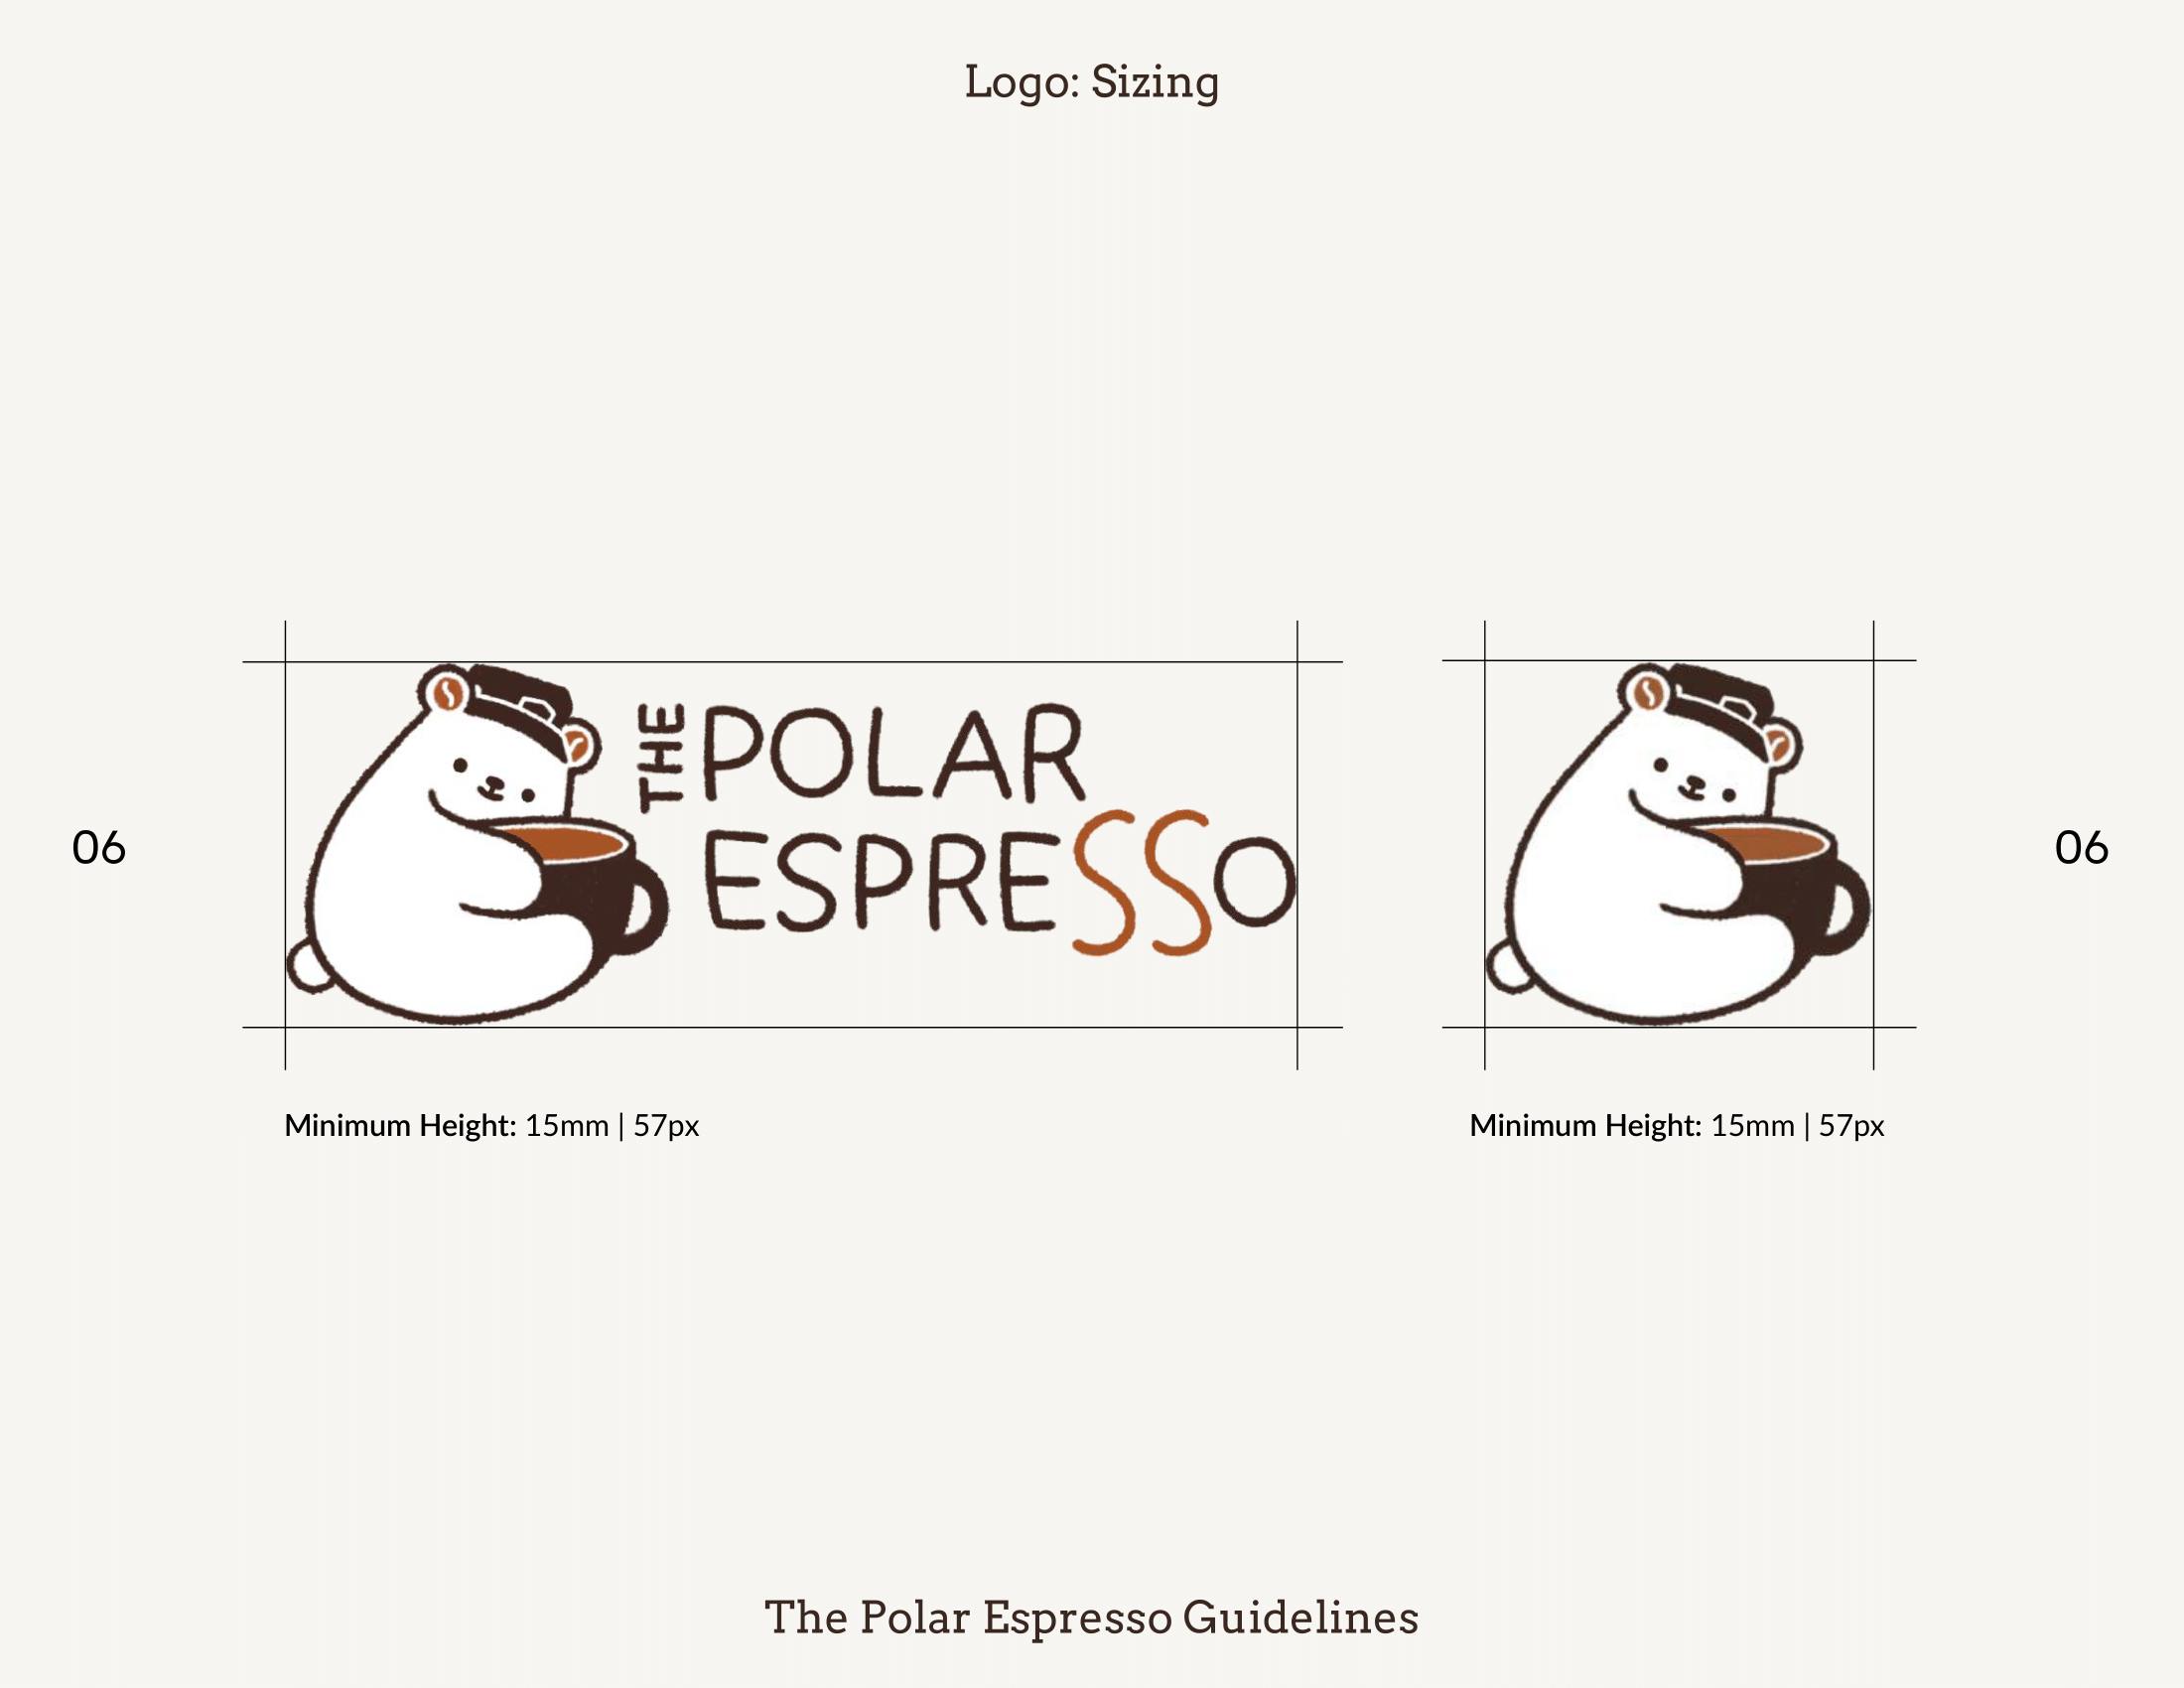 Logo: Sizing
THE POLAR
ESPRESSO
06
06
Minimum Height: 15mm | 57px
Minimum Height: 15mm | 57px
The Polar Espresso Guidelines